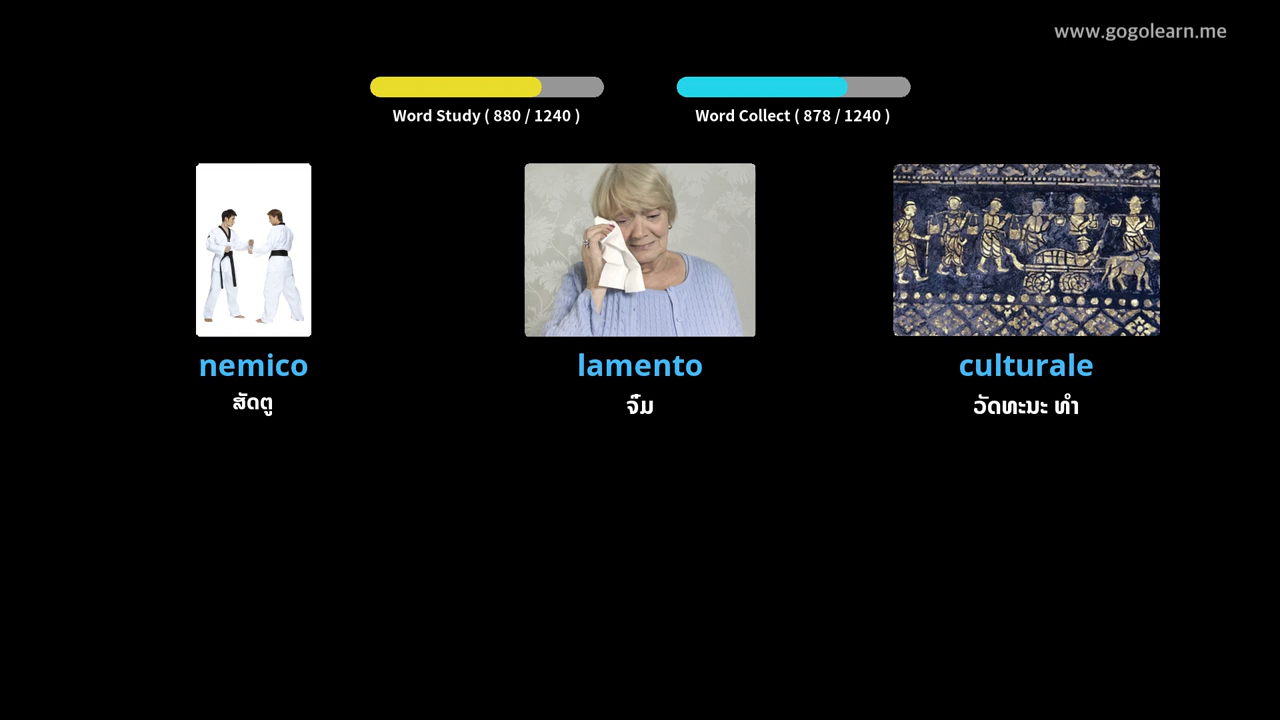 www.gogolearn.me
Word Study ( 880 / 1240 )
Word Collect ( 878 / 1240 )
nemico
lamento
culturale
ສັດຕູ
ຈົ່ມ
ວັດທະນະ ທຳ